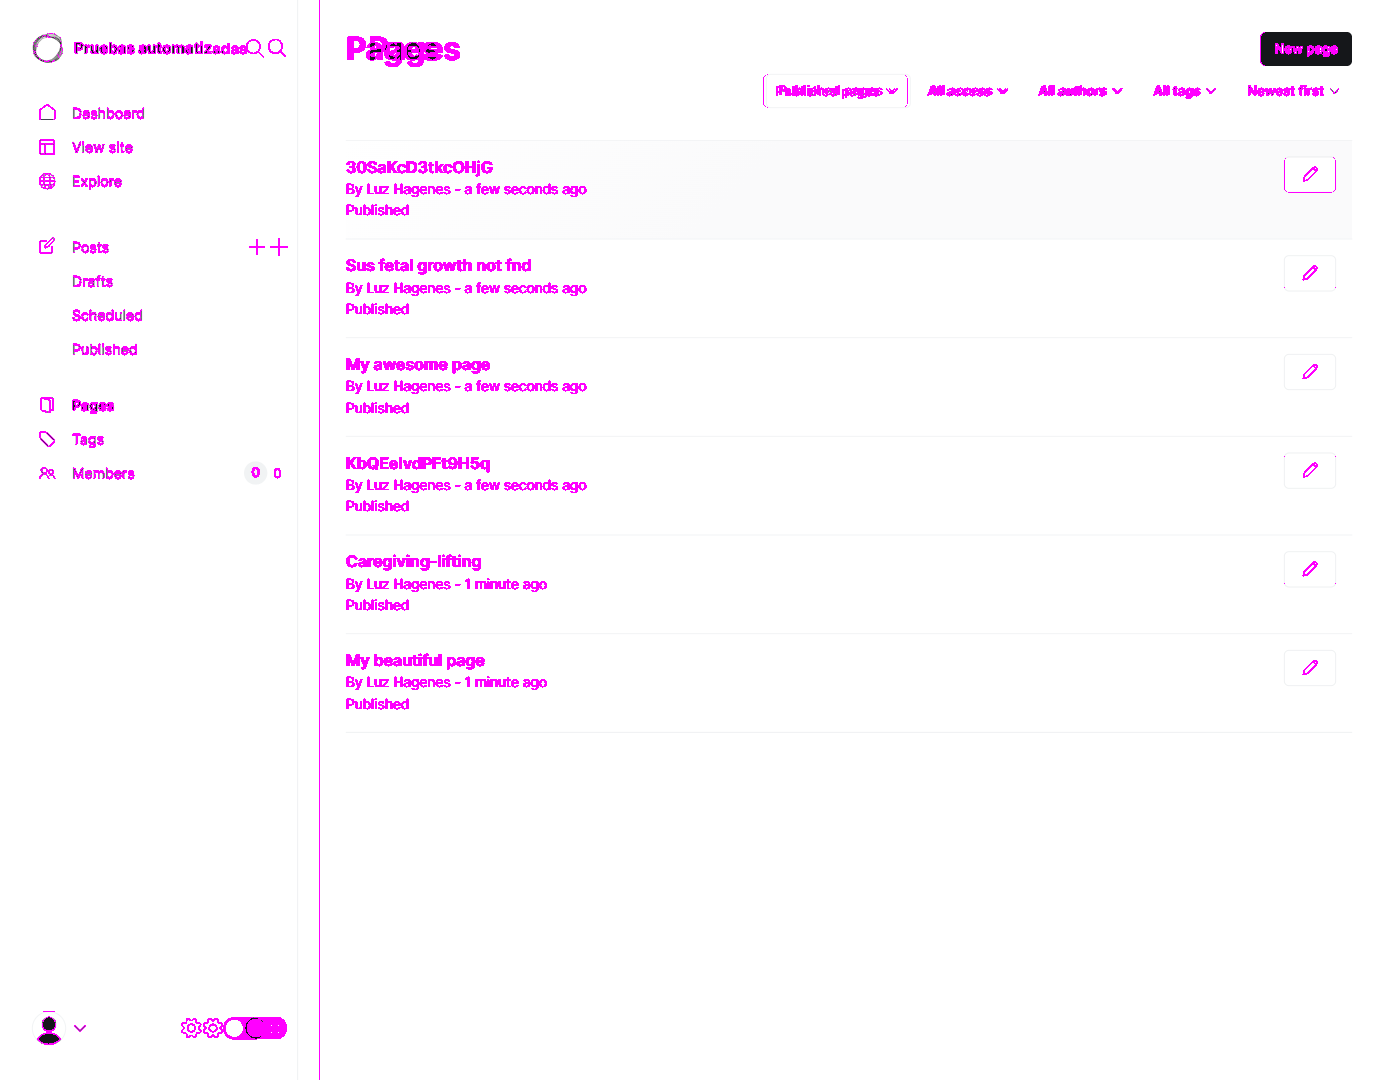 Pruebas automatizadas
Dashboard
View site
Explore
Posts
Drafts
Scheduled
Published
Pages
Tags
Members
0 0
Pages
New page
Published pages
All access
All authors
All tags
Newest first
30SaKcD3tkcOHjG
By Luz Hagenes - a few seconds ago
Published
Sus fetal growth not fnd
By Luz Hagenes - a few seconds ago
Published
My awesome page
By Luz Hagenes - a few seconds ago
Published
KbQEelvdPFt9H5q
By Luz Hagenes - a few seconds ago
Published
Caregiving-lifting
By Luz Hagenes - 1 minute ago
Published
My beautiful page
By Luz Hagenes - 1 minute ago
Published